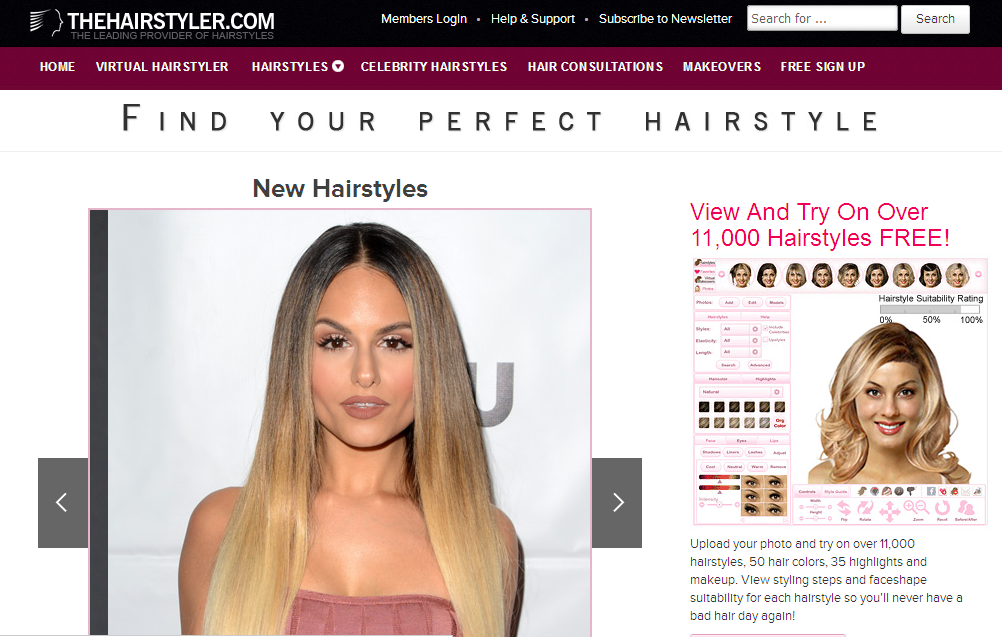 THEHAIRSTYLER.COM
THE LEADING PROVIDER OF HAIRSTYLES
Members Login • Help & Support • Subscribe to Newsletter
Search for ...
Search
HOME VIRTUAL HAIRSTYLER HAIRSTYLES CELEBRITY HAIRSTYLES HAIR CONSULTATIONS MAKEOVERS FREE SIGN UP
Find your perfect hairstyle
New Hairstyles
U
View And Try On Over
11,000 Hairstyles FREE!
Hairstyles
Favorites
Virtual
Makeovers
Photo
Photos: Add Edit Models
Hairstyles Help
Styles: All Include
Celebrities
Elasticity: All Updates
Length: All
Search Advanced
Haircolor Highlights
Natural
Org
Color
Face Eyes Lips
Shadows Liners Lashes Adjust
Cool Neutral Warm Remove
Intensity
Hairstyle Suitability Rating
0% 50% 100%
Controls Style Guide
Width
Height
Flip Rotate Zoom Reset Before/After
Upload your photo and try on over 11,000
hairstyles, 50 hair colors, 35 highlights and
makeup. View styling steps and faceshape
suitability for each hairstyle so you'll never have a
bad hair day again!